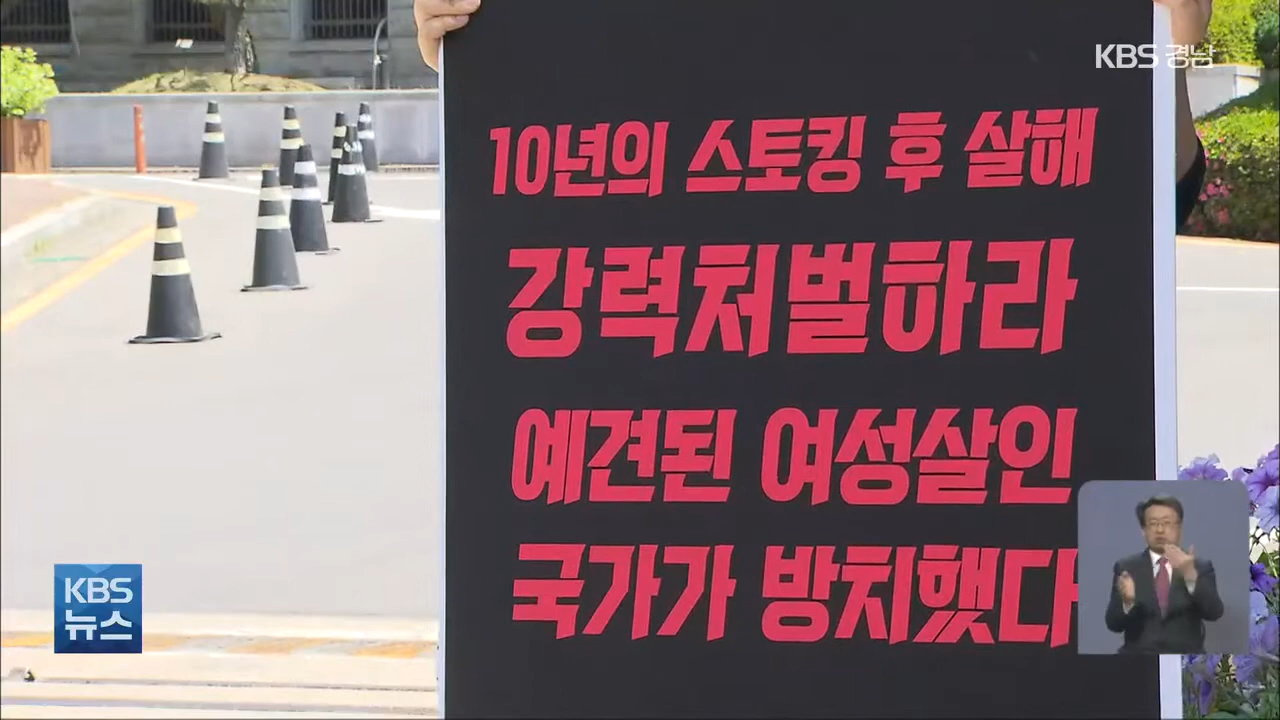 KBS 경남
10년의 스토킹 후 살해
강력처벌하라
예견된 여성살인
국가가 방치했다
KBS
뉴스